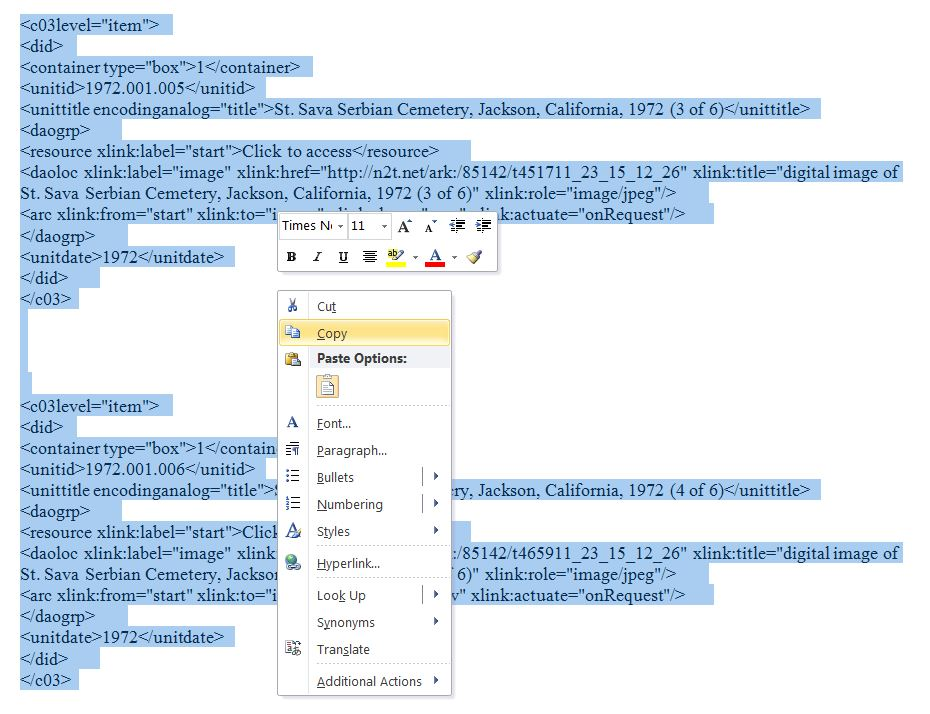 <c03level="item">
<did>
<container type="box">1</container>
<unitid>1972.001.005</unitid>
<unittitle encodinganalog="title">St. Sava Serbian Cemetery, Jackson, California, 1972 (3 of 6)</unittitle>
<daogrp>
<resource xlink:label="start">Click to access</resource>
<daoloc xlink:label="image" xlink:href="http://n2t.net/ark:/85142/t451711_23_15_12_26" xlink:title="digital image of
St. Sava Serbian Cemetery, Jackson, California, 1972 (3 of 6)" xlink:role="image/jpeg"/>
<arc xlink:from="start" xlink:to="i xlink:actuate="onRequest"/>
</daogrp>
<unitdate>1972</unitdate>
</did>
</c03>
Times N 11
B I U ab A
Cut
Copy
Paste Options:
Font...
Paragraph...
Bullets
Numbering
Styles
Hyperlink...
Look Up
Synonyms
Translate
Additional Actions
<c03level="item">
<did>
<container type="box">1</contain
<unitid>1972.001.006</unitid>
<unittitle encodinganalog="title"> ry, Jackson, California, 1972 (4 of 6)</unittitle>
<daogrp>
<resource xlink:label="start">Click
<daoloc xlink:label="image" xlink :/85142/t465911_23_15_12_26" xlink:title="digital image of
St. Sava Serbian Cemetery, Jackso 6)" xlink:role="image/jpeg"/>
<arc xlink:from="start" xlink:to="i w" xlink:actuate="onRequest"/>
</daogrp>
<unitdate>1972</unitdate>
</did>
</c03>